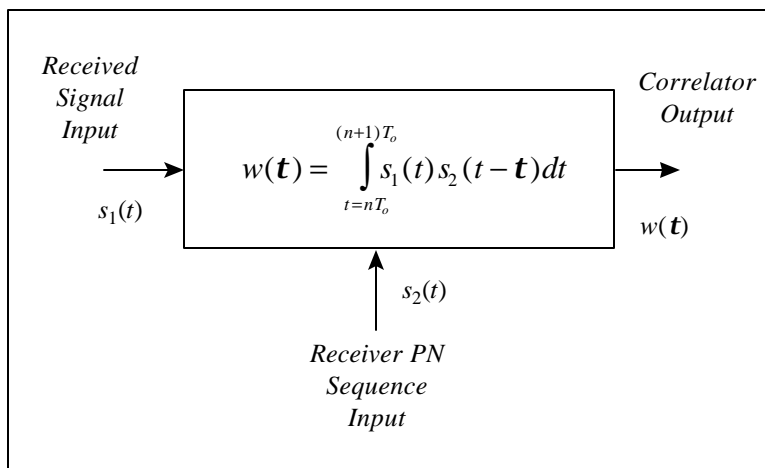 Received
Signal
Input
Correlator
Output
(n+1)T_o
w(t) = ∫ s_1(t) s_2(t − t)dt
t=nT_o
s_1(t)
w(t)
s_2(t)
Receiver PN
Sequence
Input